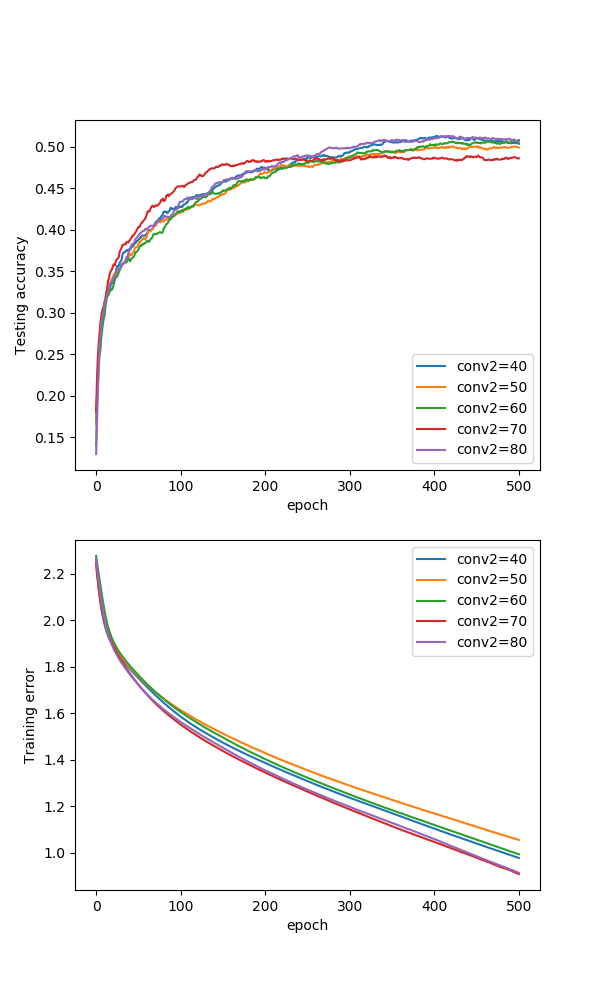 Testing accuracy
0.50
0.45
0.40
0.35
0.30
0.25
0.20
0.15
conv2=40
conv2=50
conv2=60
conv2=70
conv2=80
0 100 200 300 400 500
epoch
Training error
2.2
2.0
1.8
1.6
1.4
1.2
1.0
conv2=40
conv2=50
conv2=60
conv2=70
conv2=80
0 100 200 300 400 500
epoch